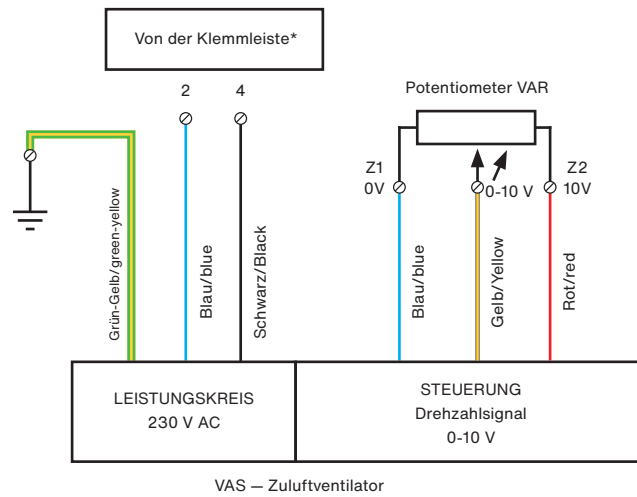 Von der Klemmleiste*
2
4
Potentiometer VAR
Z1
0V
0-10 V
Z2
10V
Grün-Gelb/green-yellow
Blau/blue
Schwarz/Black
Blau/blue
Gelb/Yellow
Rot/red
LEISTUNGSKREIS
230 V AC
STEUERUNG
Drehzahlsignal
0-10 V
VAS — Zuluftventilator